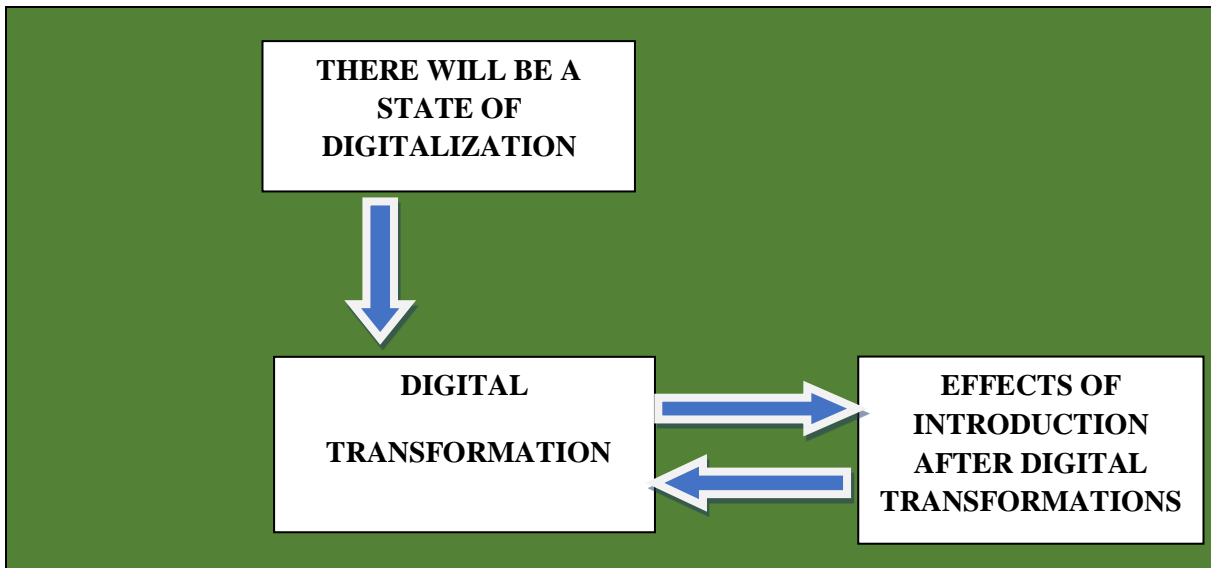 THERE WILL BE A
STATE OF
DIGITALIZATION
DIGITAL
TRANSFORMATION
EFFECTS OF
INTRODUCTION
AFTER DIGITAL
TRANSFORMATIONS